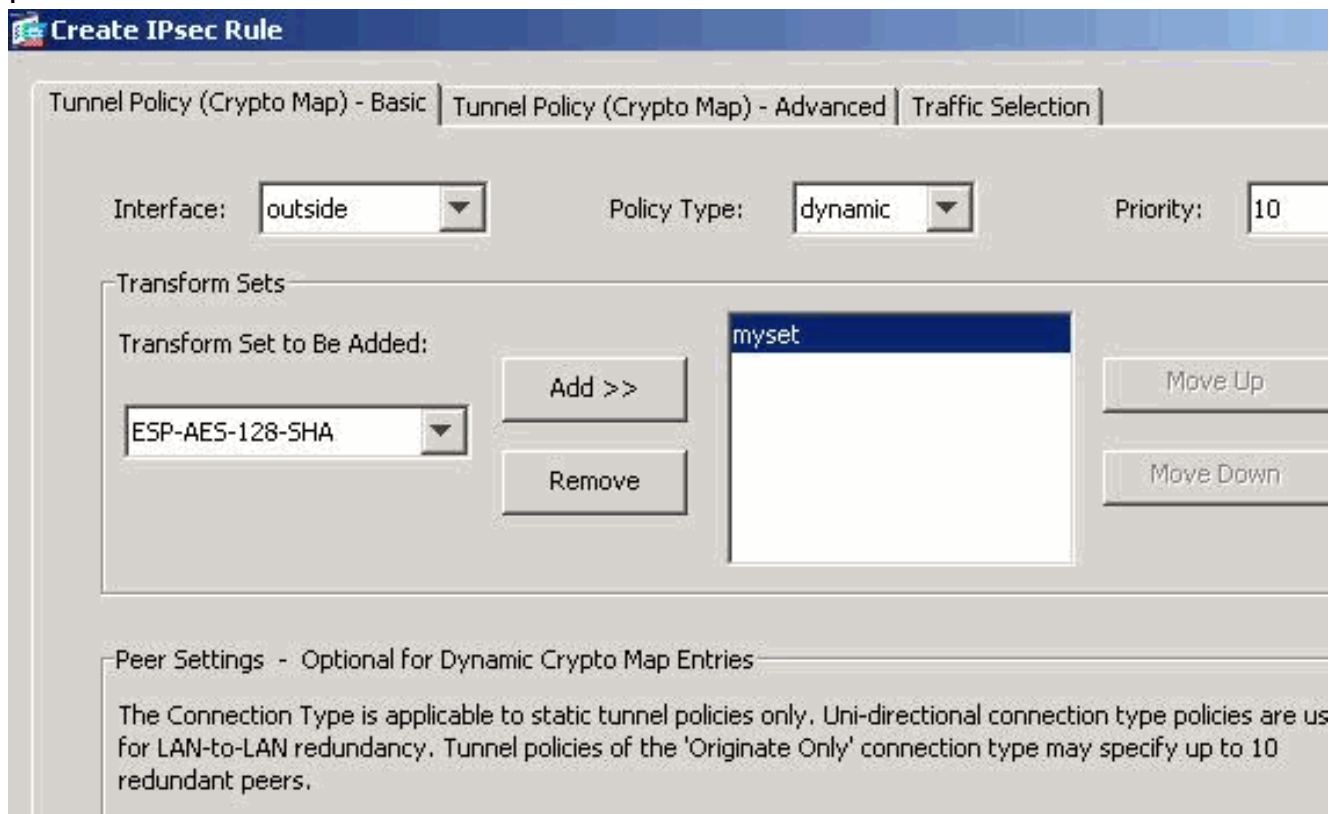 Create IPsec Rule
Tunnel Policy (Crypto Map) - Basic Tunnel Policy (Crypto Map) - Advanced Traffic Selection
Interface: outside Policy Type: dynamic Priority: 10
Transform Sets
Transform Set to Be Added:
myset
Add >>
Move Up
ESP-AES-128-SHA
Remove
Move Down
Peer Settings - Optional for Dynamic Crypto Map Entries
The Connection Type is applicable to static tunnel policies only. Uni-directional connection type policies are us
for LAN-to-LAN redundancy. Tunnel policies of the 'Originate Only' connection type may specify up to 10
redundant peers.